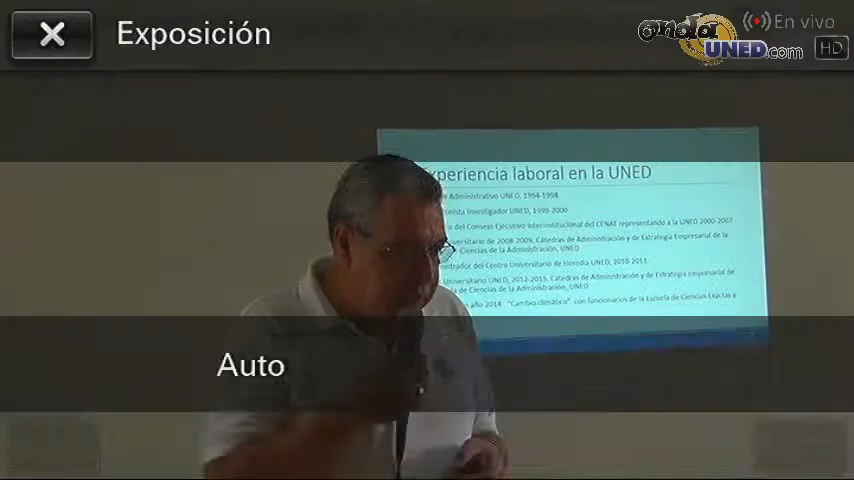 Exposición
onda
UNED.com
En vivo
HD
xperiencia laboral en la UNED
Administrativo UNED, 1994-1998
Investigador UNED, 1999-2000
del Consejo Ejecutivo Interinstitucional del CENAT representando a la UNED 2000-2007
de 2008-2009, Cátedras de Administración y de Estrategia Empresarial de la
Ciencias de la Administración, UNED
del Centro Universitario de Heredia UNED, 2010-2011
Universitario UNED, 2012-2015, Cátedras de Administración y de Estrategia Empresarial de
de Ciencias de la Administración, UNED
año 2014 "Cambio climático" con funcionarios de la Escuela de Ciencias Exactas y
Auto